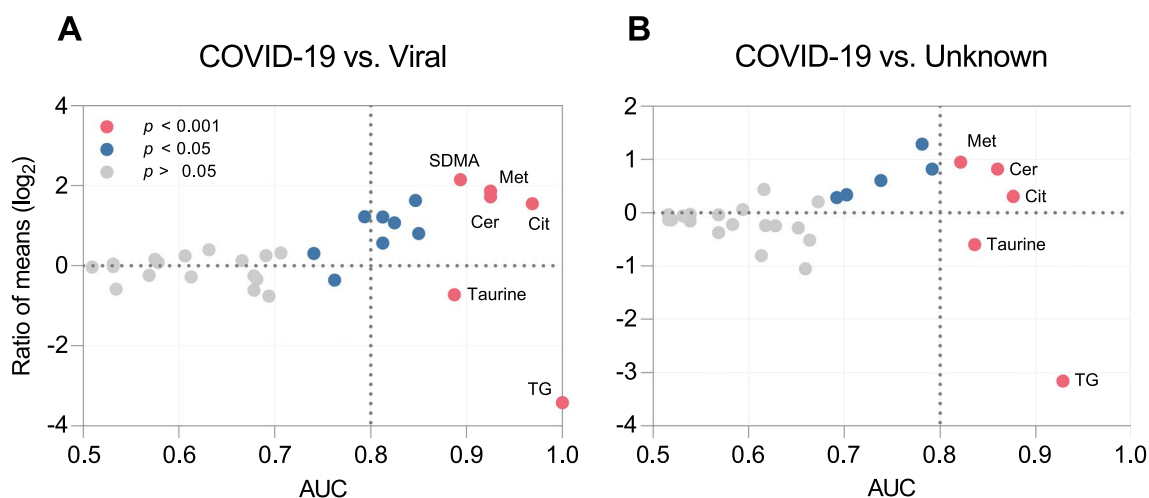 A
COVID-19 vs. Viral
Ratio of means (log2)
4
2
0
-2
-4
p < 0.001
p < 0.05
p > 0.05
SDMA
Met
Cer
Cit
Taurine
TG
0.5 0.6 0.7 0.8 0.9 1.0
AUC
B
COVID-19 vs. Unknown
2
1
0
-1
-2
-3
-4
Met
Cer
Cit
Taurine
TG
0.5 0.6 0.7 0.8 0.9 1.0
AUC